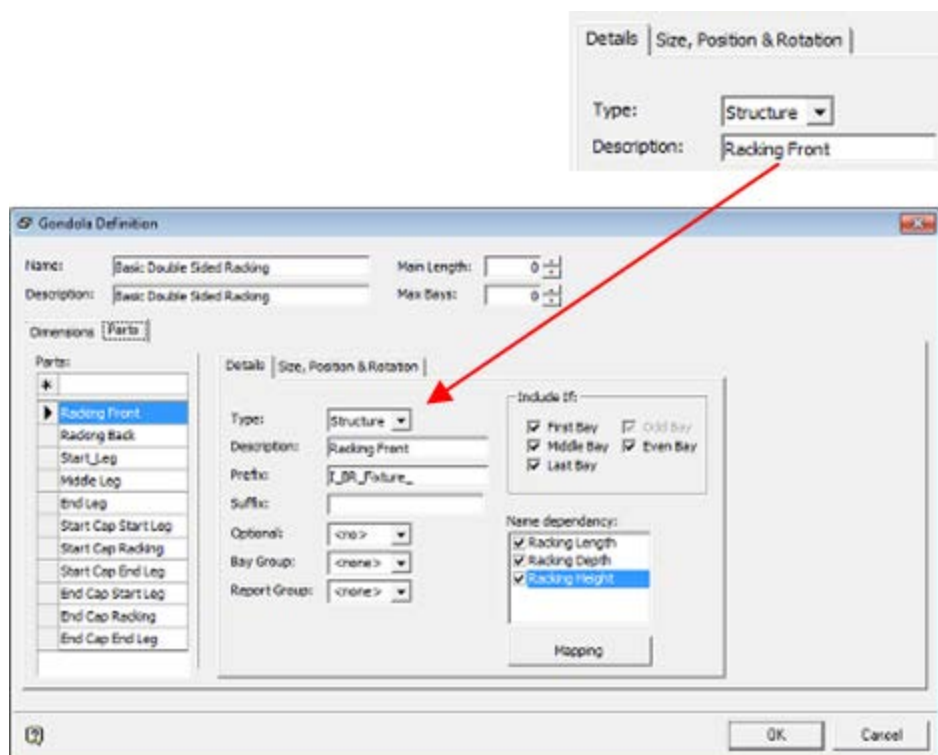 Details Size, Position & Rotation
Type: Structure
Description: Racking Front
Gondola Definition
Name: Basic Double Sided Racking Main Length: 0
Description: Basic Double Sided Racking Max Bays: 0
Dimensions Parts
Parts:
Racking Front
Racking Back
Start_Leg
Middle Leg
End Leg
Start Cap Start Leg
Start Cap Racking
Start Cap End Leg
End Cap Start Leg
End Cap Racking
End Cap End Leg
Details Size, Position & Rotation
Type: Structure
Description: Racking Front
Prefix: I_BR_Fixture_
Suffix:
Optional: <no>
Bay Group: <none>
Report Group: <none>
Include If:
First Bay Odd Bay
Middle Bay Even Bay
Last Bay
Name dependency:
Racking Length
Racking Depth
Racking Height
Mapping
OK Cancel